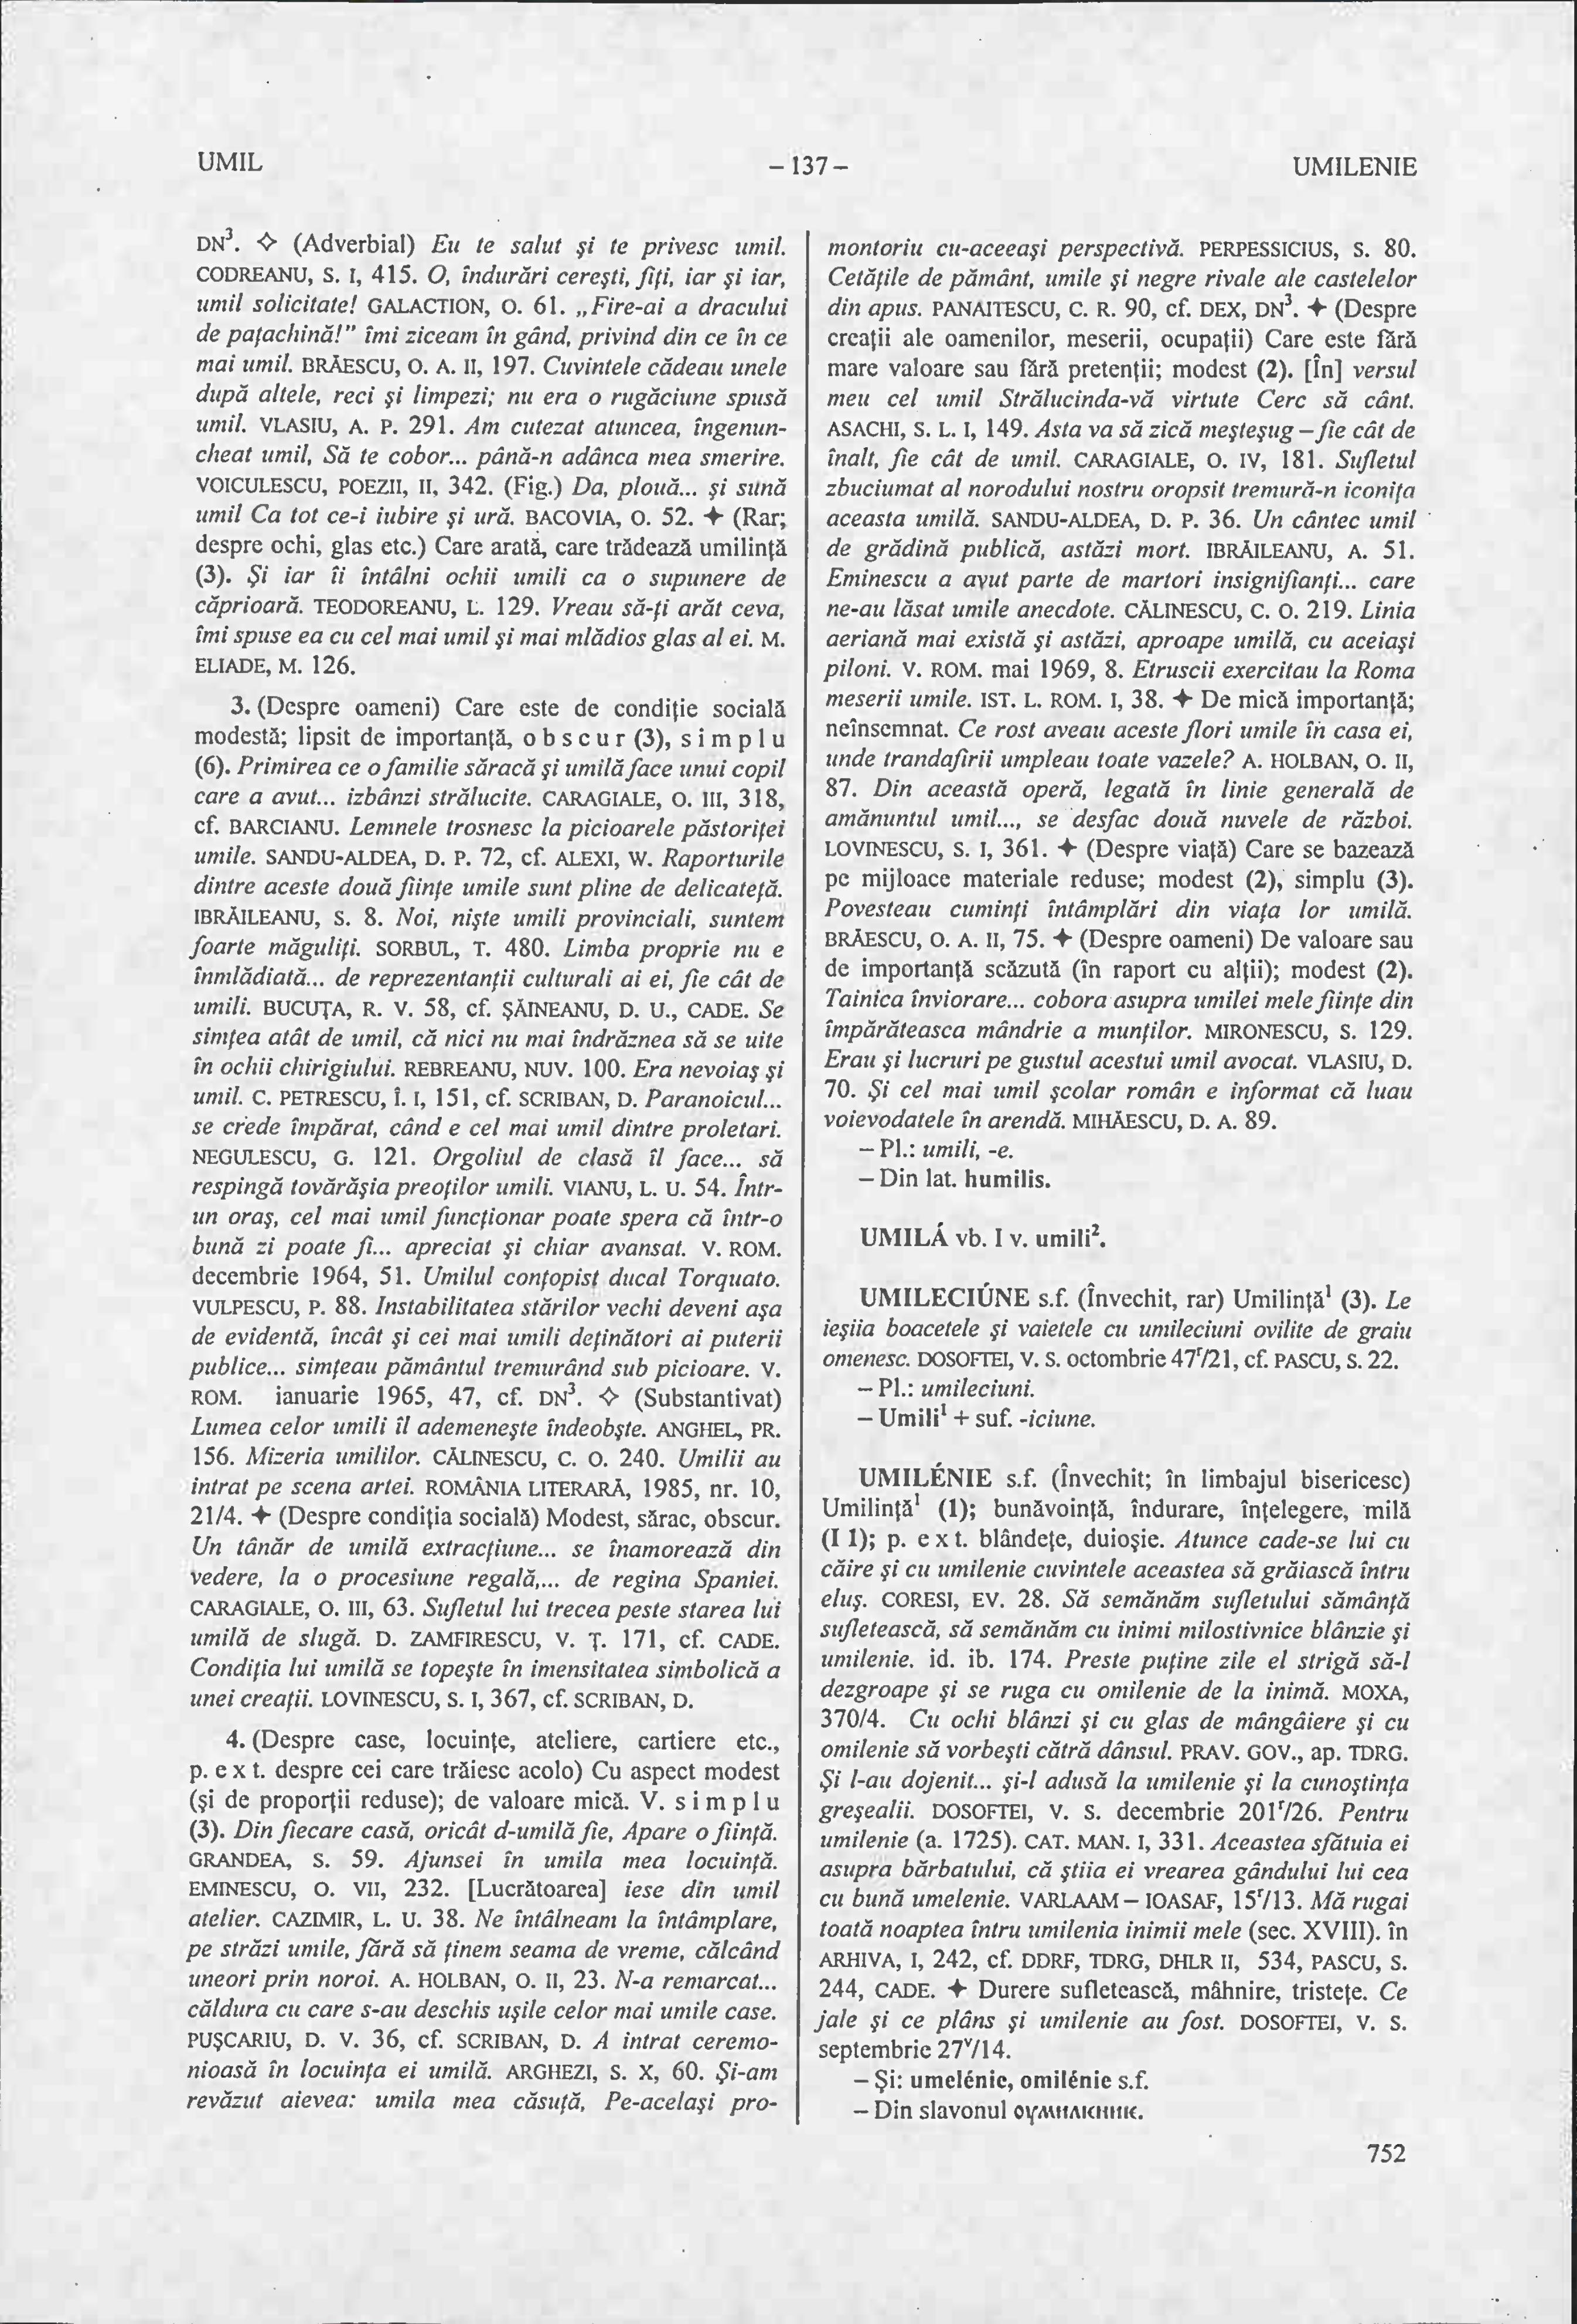 UMIL
– 137 –
UMILENIE
DN³. ✧ (Adverbial) Eu te salut şi te privesc umil.
CODREANU, S. I, 415. O, îndurări cereşti, fiţi, iar şi iar,
umil solicitate! GALACTION, O. 61. „Fire-ai a dracului
de paţachină!” îmi ziceam în gând, privind din ce în ce
mai umil. BRĂESCU, O. A. II, 197. Cuvintele cădeau unele
după altele, reci şi limpezi; nu era o rugăciune spusă
umil. VLASIU, A. P. 291. Am cutezat atuncea, îngenun-
cheat umil, Să te cobor... până-n adânca mea smerire.
VOICULESCU, POEZII, II, 342. (Fig.) Da, plouă... şi sună
umil Ca tot ce-i iubire şi ură. BACOVIA, O. 52. ✦ (Rar;
despre ochi, glas etc.) Care arată, care trădează umilinţă
(3). Şi iar îi întâlni ochii umili ca o supunere de
căprioară. TEODOREANU, L. 129. Vreau să-ţi arăt ceva,
îmi spuse ea cu cel mai umil şi mai mlădios glas al ei. M.
ELIADE, M. 126.
3. (Despre oameni) Care este de condiţie socială
modestă; lipsit de importanţă, o b s c u r (3), s i m p l u
(6). Primirea ce o familie săracă şi umilă face unui copil
care a avut... izbânzi strălucite. CARAGIALE, O. III, 318,
cf. BARCIANU. Lemnele trosnesc la picioarele păstoriţei
umile. SANDU-ALDEA, D. P. 72, cf. ALEXI, W. Raporturile
dintre aceste două fiinţe umile sunt pline de delicateţă.
IBRĂILEANU, S. 8. Noi, nişte umili provinciali, suntem
foarte măguliţi. SORBUL, T. 480. Limba proprie nu e
înmlădiată... de reprezentanţii culturali ai ei, fie cât de
umili. BUCUŢA, R. V. 58, cf. ŞĂINEANU, D. U., CADE. Se
simţea atât de umil, că nici nu mai îndrăznea să se uite
în ochii chirigiului. REBREANU, NUV. 100. Era nevoiaş şi
umil. C. PETRESCU, Î. I, 151, cf. SCRIBAN, D. Paranoicul...
se crede împărat, când e cel mai umil dintre proletari.
NEGULESCU, G. 121. Orgoliul de clasă îl face... să
respingă tovărăşia preoţilor umili. VIANU, L. U. 54. Într-
un oraş, cel mai umil funcţionar poate spera că într-o
bună zi poate fi... apreciat şi chiar avansat. V. ROM.
decembrie 1964, 51. Umilul conţopist ducal Torquato.
VULPESCU, P. 88. Instabilitatea stărilor vechi deveni aşa
de evidentă, încât şi cei mai umili deţinători ai puterii
publice... simţeau pământul tremurând sub picioare. V.
ROM. ianuarie 1965, 47, cf. DN³. ✧ (Substantivat)
Lumea celor umili îl ademeneşte îndeobşte. ANGHEL, PR.
156. Mizeria umililor. CĂLINESCU, C. O. 240. Umilii au
intrat pe scena artei. ROMÂNIA LITERARĂ, 1985, nr. 10,
21/4. ✦ (Despre condiţia socială) Modest, sărac, obscur.
Un tânăr de umilă extracţiune... se înamorează din
vedere, la o procesiune regală,... de regina Spaniei.
CARAGIALE, O. III, 63. Sufletul lui trecea peste starea lui
umilă de slugă. D. ZAMFIRESCU, V. Ţ. 171, cf. CADE.
Condiţia lui umilă se topeşte în imensitatea simbolică a
unei creaţii. LOVINESCU, S. I, 367, cf. SCRIBAN, D.
4. (Despre case, locuinţe, ateliere, cartiere etc.,
p. e x t. despre cei care trăiesc acolo) Cu aspect modest
(şi de proporţii reduse); de valoare mică. V. s i m p l u
(3). Din fiecare casă, oricât d-umilă fie, Apare o fiinţă.
GRANDEA, S. 59. Ajunsei în umila mea locuinţă.
EMINESCU, O. VII, 232. [Lucrătoarea] iese din umil
atelier. CAZIMIR, L. U. 38. Ne întâlneam la întâmplare,
pe străzi umile, fără să ţinem seama de vreme, călcând
uneori prin noroi. A. HOLBAN, O. II, 23. N-a remarcat...
căldura cu care s-au deschis uşile celor mai umile case.
PUŞCARIU, D. V. 36, cf. SCRIBAN, D. A intrat ceremo-
nioasă în locuinţa ei umilă. ARGHEZI, S. X, 60. Şi-am
revăzut aievea: umila mea căsuţă, Pe-acelaşi pro-
montoriu cu-aceeaşi perspectivă. PERPESSICIUS, S. 80.
Cetăţile de pământ, umile şi negre rivale ale castelelor
din apus. PANAITESCU, C. R. 90, cf. DEX, DN³. ✦ (Despre
creaţii ale oamenilor, meserii, ocupaţii) Care este fără
mare valoare sau fără pretenţii; modest (2). [În] versul
meu cel umil Strălucinda-vă virtute Cerc să cânt.
ASACHI, S. L. I, 149. Asta va să zică meşteşug – fie cât de
înalt, fie cât de umil. CARAGIALE, O. IV, 181. Sufletul
zbuciumat al norodului nostru oropsit tremură-n iconiţa
aceasta umilă. SANDU-ALDEA, D. P. 36. Un cântec umil
de grădină publică, astăzi mort. IBRĂILEANU, A. 51.
Eminescu a avut parte de martori insignifianţi... care
ne-au lăsat umile anecdote. CĂLINESCU, C. O. 219. Linia
aeriană mai există şi astăzi, aproape umilă, cu aceiaşi
piloni. V. ROM. mai 1969, 8. Etruscii exercitau la Roma
meserii umile. IST. L. ROM. I, 38. ✦ De mică importanţă;
neînsemnat. Ce rost aveau aceste flori umile în casa ei,
unde trandafirii umpleau toate vazele? A. HOLBAN, O. II,
87. Din această operă, legată în linie generală de
amănuntul umil..., se desfac două nuvele de război.
LOVINESCU, S. I, 361. ✦ (Despre viaţă) Care se bazează
pe mijloace materiale reduse; modest (2), simplu (3).
Povesteau cuminţi întâmplări din viaţa lor umilă.
BRĂESCU, O. A. II, 75. ✦ (Despre oameni) De valoare sau
de importanţă scăzută (în raport cu alţii); modest (2).
Tainica înviorare... cobora asupra umilei mele fiinţe din
împărăteasca mândrie a munţilor. MIRONESCU, S. 129.
Erau şi lucruri pe gustul acestui umil avocat. VLASIU, D.
70. Şi cel mai umil şcolar român e informat că luau
voievodatele în arendă. MIHĂESCU, D. A. 89.
– Pl.: umili, -e.
– Din lat. humilis.
UMILÁ vb. I v. umili².
UMILECIÚNE s.f. (Învechit, rar) Umilinţă¹ (3). Le
ieşiia boacetele şi vaietele cu umileciuni ovilite de graiu
omenesc. DOSOFTEI, V. S. octombrie 47ʳ/21, cf. PASCU, S. 22.
– Pl.: umileciuni.
– Umili¹ + suf. -iciune.
UMILÉNIE s.f. (Învechit; în limbajul bisericesc)
Umilinţă¹ (1); bunăvoinţă, îndurare, înţelegere, milă
(I 1); p. e x t. blândeţe, duioşie. Atunce cade-se lui cu
căire şi cu umilenie cuvintele aceastea să grăiască întru
eluş. CORESI, EV. 28. Să semănăm sufletului sămânţă
sufletească, să semănăm cu inimi milostivnice blânzie şi
umilenie. id. ib. 174. Preste puţine zile el strigă să-l
dezgroape şi se ruga cu omilenie de la inimă. MOXA,
370/4. Cu ochi blânzi şi cu glas de mângâiere şi cu
omilenie să vorbeşti cătră dânsul. PRAV. GOV., ap. TDRG.
Şi l-au dojenit... şi-l adusă la umilenie şi la cunoştinţa
greşealii. DOSOFTEI, V. S. decembrie 201ʳ/26. Pentru
umilenie (a. 1725). CAT. MAN. I, 331. Aceastea sfătuia ei
asupra bărbatului, că ştiia ei vrearea gândului lui cea
cu bună umelenie. VARLAAM – IOASAF, 15ʳ/13. Mă rugai
toată noaptea întru umilenia inimii mele (sec. XVIII). în
ARHIVA, I, 242, cf. DDRF, TDRG, DHLR II, 534, PASCU, S.
244, CADE. ✦ Durere sufletească, mâhnire, tristeţe. Ce
jale şi ce plâns şi umilenie au fost. DOSOFTEI, V. S.
septembrie 27ᵛ/14.
– Şi: umelénie, omilénie s.f.
– Din slavonul оумилѥниѥ.
752